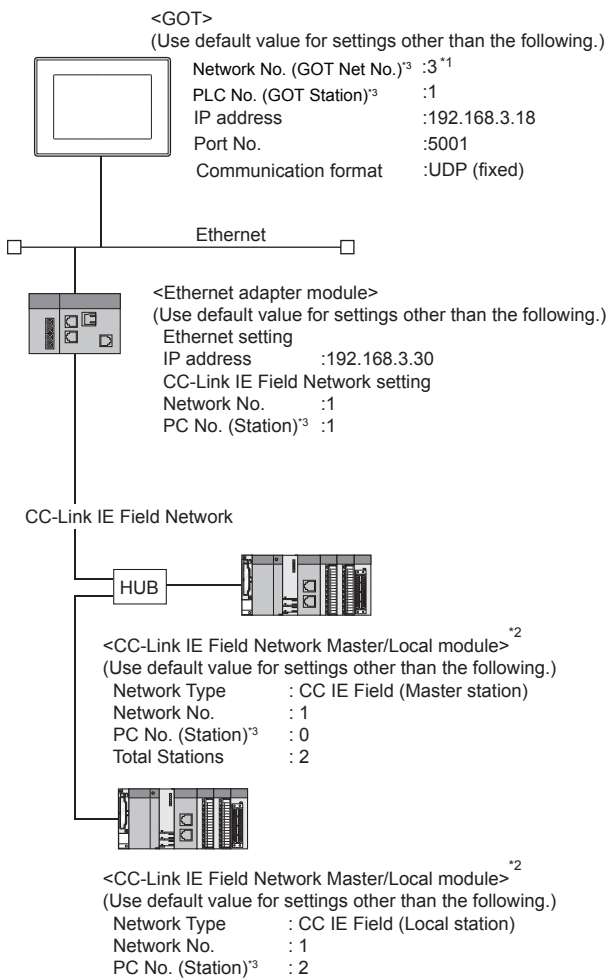 <GOT>
(Use default value for settings other than the following.)
Network No. (GOT Net No.)*3 :3*1
PLC No. (GOT Station)*3 :1
IP address :192.168.3.18
Port No. :5001
Communication format :UDP (fixed)
Ethernet
<Ethernet adapter module>
(Use default value for settings other than the following.)
Ethernet setting
IP address :192.168.3.30
CC-Link IE Field Network setting
Network No. :1
PC No. (Station)*3 :1
CC-Link IE Field Network
HUB
<CC-Link IE Field Network Master/Local module>*2
(Use default value for settings other than the following.)
Network Type : CC IE Field (Master station)
Network No. : 1
PC No. (Station)*3 : 0
Total Stations : 2
<CC-Link IE Field Network Master/Local module>*2
(Use default value for settings other than the following.)
Network Type : CC IE Field (Local station)
Network No. : 1
PC No. (Station)*3 : 2